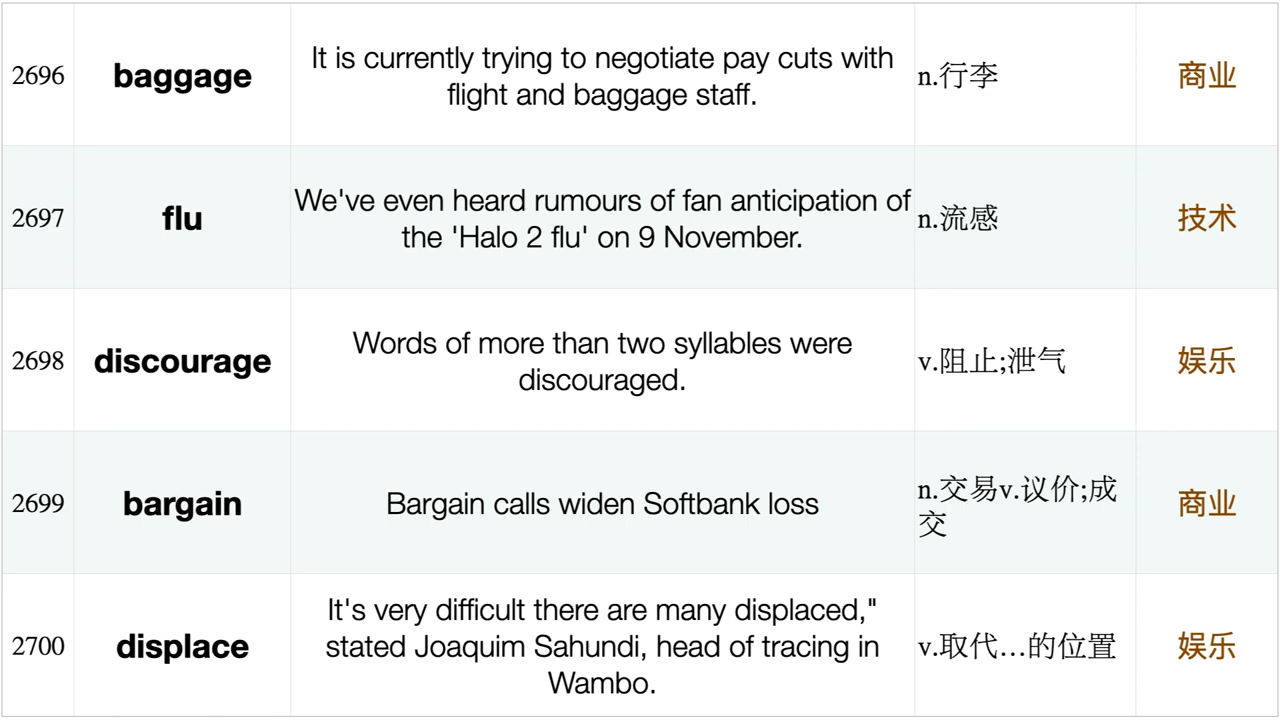 2696
baggage
It is currently trying to negotiate pay cuts with
flight and baggage staff.
n.行李
商业
2697
flu
We've even heard rumours of fan anticipation of
the 'Halo 2 flu' on 9 November.
n.流感
技术
2698
discourage
Words of more than two syllables were
discouraged.
v.阻止;泄气
娱乐
2699
bargain
Bargain calls widen Softbank loss
n.交易v.议价;成
交
商业
2700
displace
It's very difficult there are many displaced,"
stated Joaquim Sahundi, head of tracing in
Wambo.
v.取代…的位置
娱乐